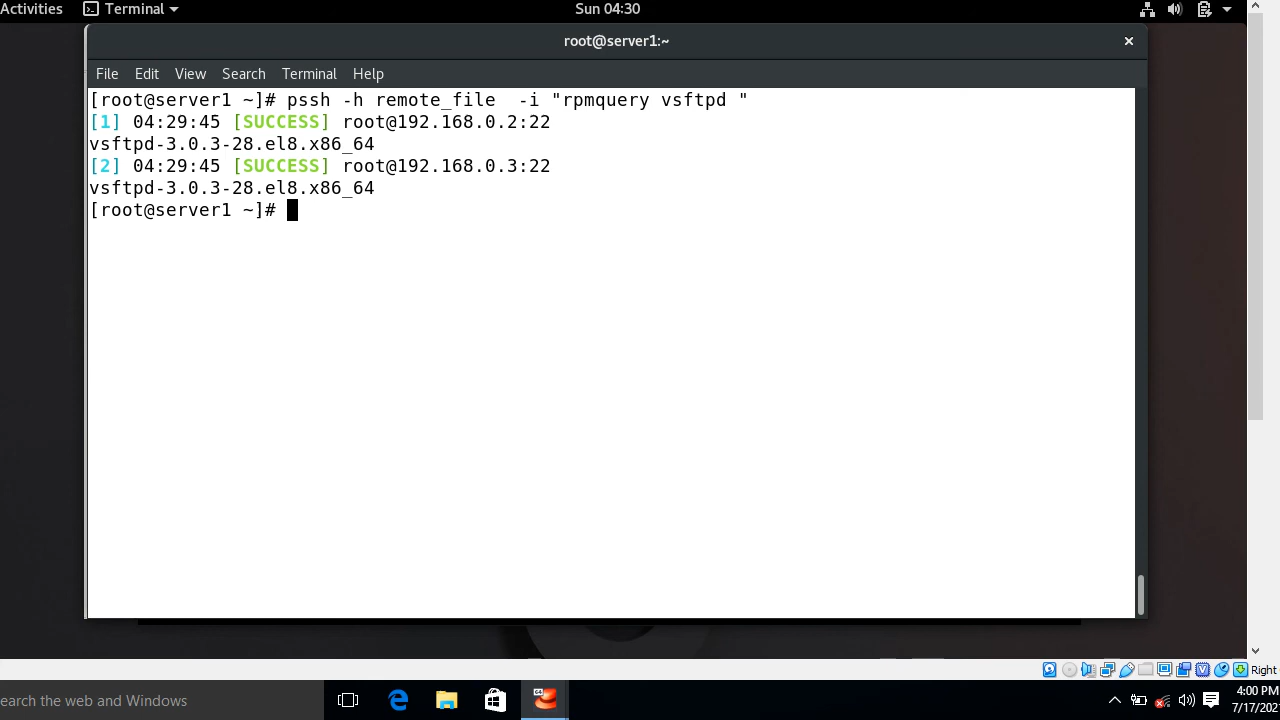 Activities Terminal Sun 04:30
root@server1:~
File Edit View Search Terminal Help
[root@server1 ~]# pssh -h remote_file  -i "rpmquery vsftpd "
[1] 04:29:45 [SUCCESS] root@192.168.0.2:22
vsftpd-3.0.3-28.el8.x86_64
[2] 04:29:45 [SUCCESS] root@192.168.0.3:22
vsftpd-3.0.3-28.el8.x86_64
[root@server1 ~]#
Right
earch the web and Windows
4:00 PM
7/17/202